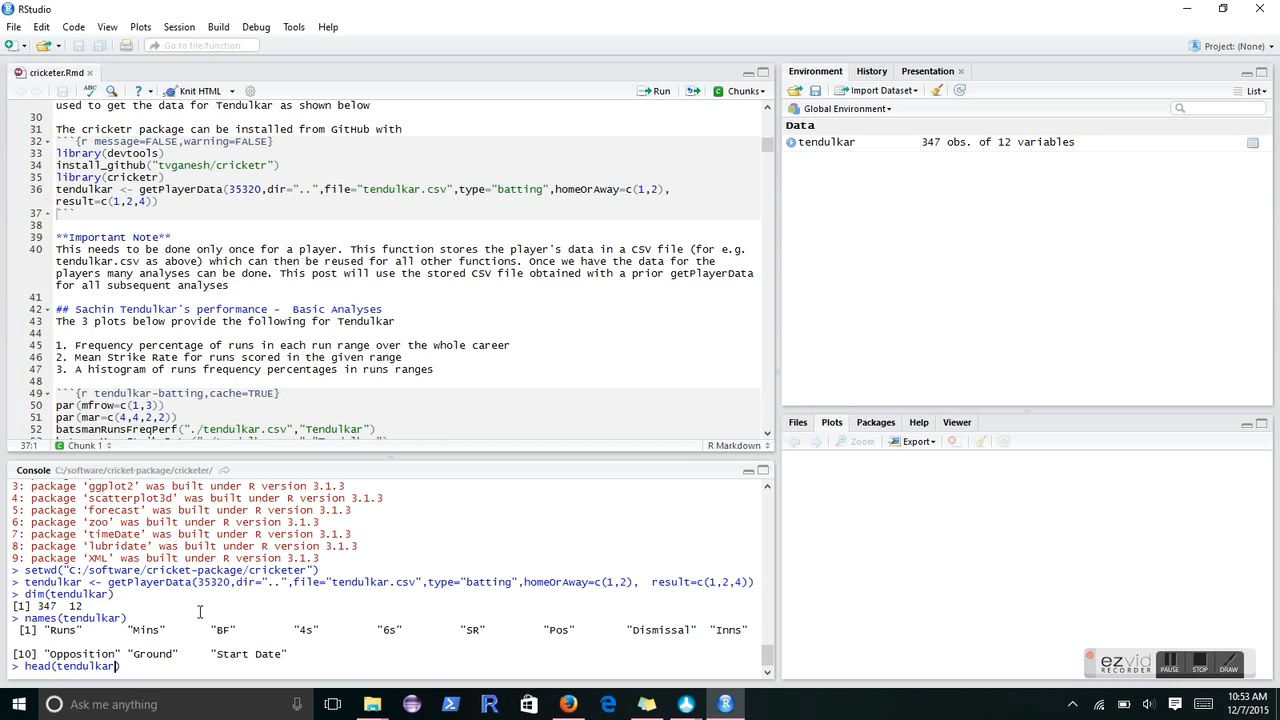 RStudio
File Edit Code View Plots Session Build Debug Tools Help
Go to file/function
Project: (None)
cricketer.Rmd
ABC ? Knit HTML Run Chunks
used to get the data for Tendulkar as shown below
30
31 The cricketr package can be installed from GitHub with
32 ```{r message=FALSE,warning=FALSE}
33 library(devtools)
34 install_github("tvganesh/cricketr")
35 library(cricketr)
36 tendulkar <- getPlayerData(35320,dir="..",file="tendulkar.csv",type="batting",homeOrAway=c(1,2),
result=c(1,2,4))
37 ```
38
39 **Important Note**
40 This needs to be done only once for a player. This function stores the player's data in a CSV file (for e.g.
tendulkar.csv as above) which can then be reused for all other functions. Once we have the data for the
players many analyses can be done. This post will use the stored CSV file obtained with a prior getPlayerData
for all subsequent analyses
41
42 ## Sachin Tendulkar's performance - Basic Analyses
43 The 3 plots below provide the following for Tendulkar
44
45 1. Frequency percentage of runs in each run range over the whole career
46 2. Mean Strike Rate for runs scored in the given range
47 3. A histogram of runs frequency percentages in runs ranges
48
49 ```{r tendulkar-batting,cache=TRUE}
50 par(mfrow=c(1,3))
51 par(mar=c(4,4,2,2))
52 batsmanRunsFreqPerf("./tendulkar.csv","Tendulkar")
37:1 Chunk 1 R Markdown
Console C:/software/cricket-package/cricketer/
3: package ‘ggplot2’ was built under R version 3.1.3
4: package ‘scatterplot3d’ was built under R version 3.1.3
5: package ‘forecast’ was built under R version 3.1.3
6: package ‘zoo’ was built under R version 3.1.3
7: package ‘timeDate’ was built under R version 3.1.3
8: package ‘lubridate’ was built under R version 3.1.3
9: package ‘XML’ was built under R version 3.1.3
> setwd("C:/software/cricket-package/cricketer")
> tendulkar <- getPlayerData(35320,dir="..",file="tendulkar.csv",type="batting",homeOrAway=c(1,2),  result=c(1,2,4))
> dim(tendulkar)
[1] 347  12
> names(tendulkar)
[1] "Runs" "Mins" "BF" "4s" "6s" "SR" "Pos" "Dismissal" "Inns"
[10] "Opposition" "Ground" "Start Date"
> head(tendulkar)
Environment History Presentation
Import Dataset List
Global Environment
Data
tendulkar 347 obs. of 12 variables
Files Plots Packages Help Viewer
Zoom Export
ezvid
RECORDER
PAUSE STOP DRAW
Ask me anything
10:53 AM
12/7/2015